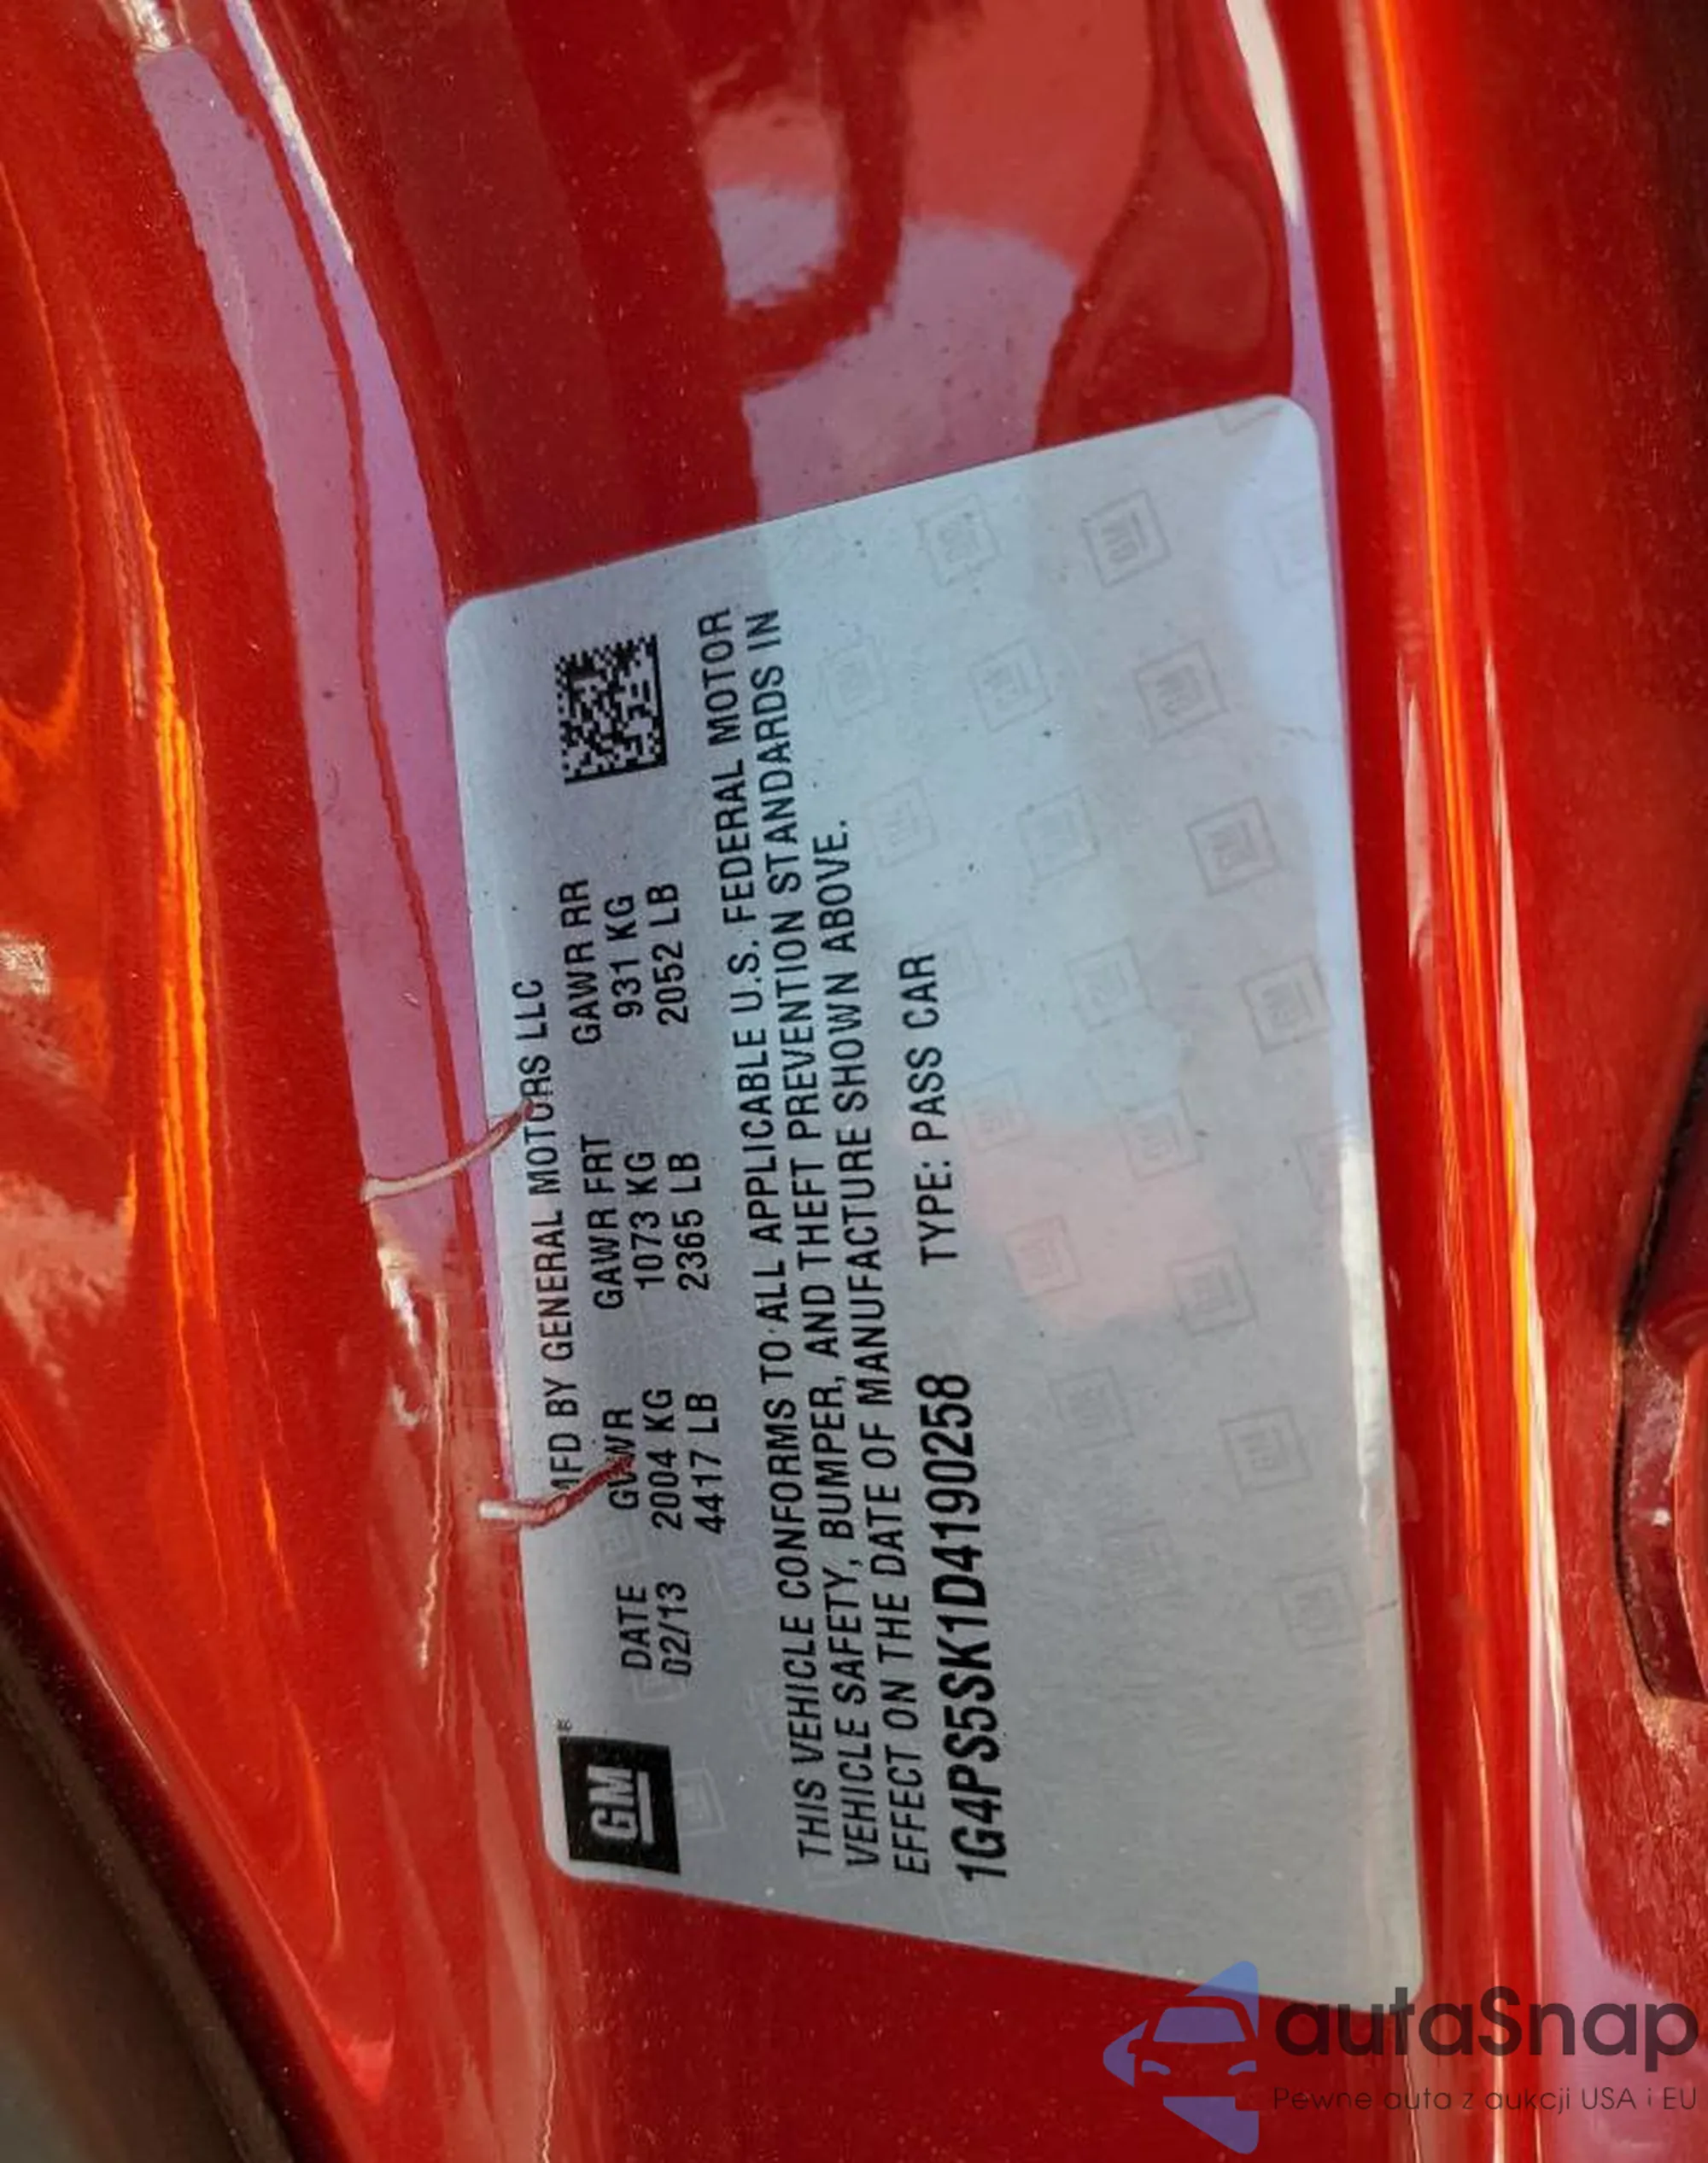 GM®
MFD BY GENERAL MOTORS LLC
DATE GVWR GAWR FRT GAWR RR
02/13 2004 KG 1073 KG 931 KG
4417 LB 2365 LB 2052 LB
THIS VEHICLE CONFORMS TO ALL APPLICABLE U.S. FEDERAL MOTOR
VEHICLE SAFETY, BUMPER, AND THEFT PREVENTION STANDARDS IN
EFFECT ON THE DATE OF MANUFACTURE SHOWN ABOVE.
1G4PS5SK1D4190258 TYPE: PASS CAR
autaSnap
Pewne auta z aukcji USA i EU